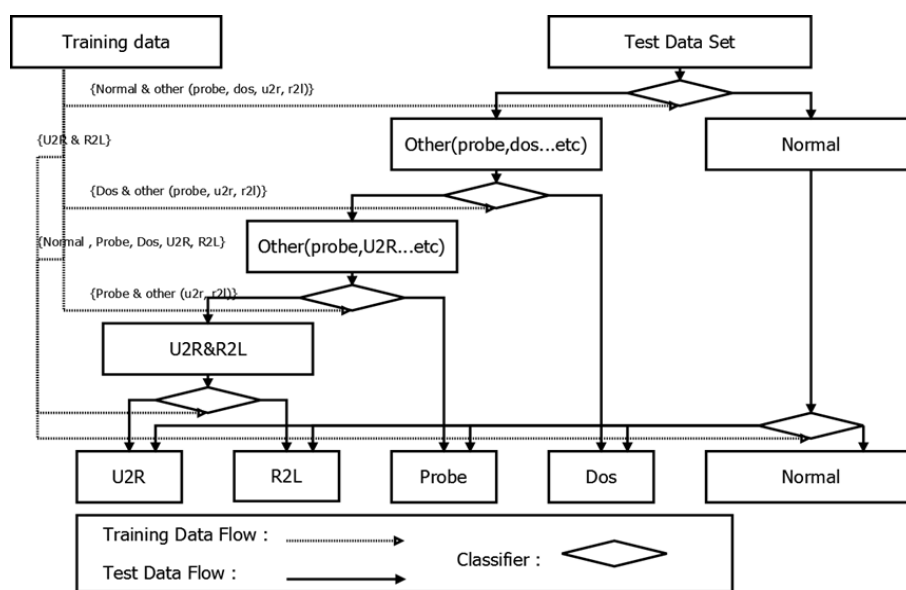 Training data
Test Data Set
{Normal & other (probe, dos, u2r, r2l)}
Other(probe,dos...etc)
Normal
{U2R & R2L}
{Dos & other (probe, u2r, r2l)}
Other(probe,U2R...etc)
{Normal , Probe, Dos, U2R, R2L}
{Probe & other (u2r, r2l)}
U2R&R2L
U2R
R2L
Probe
Dos
Normal
Training Data Flow :
Classifier :
Test Data Flow :